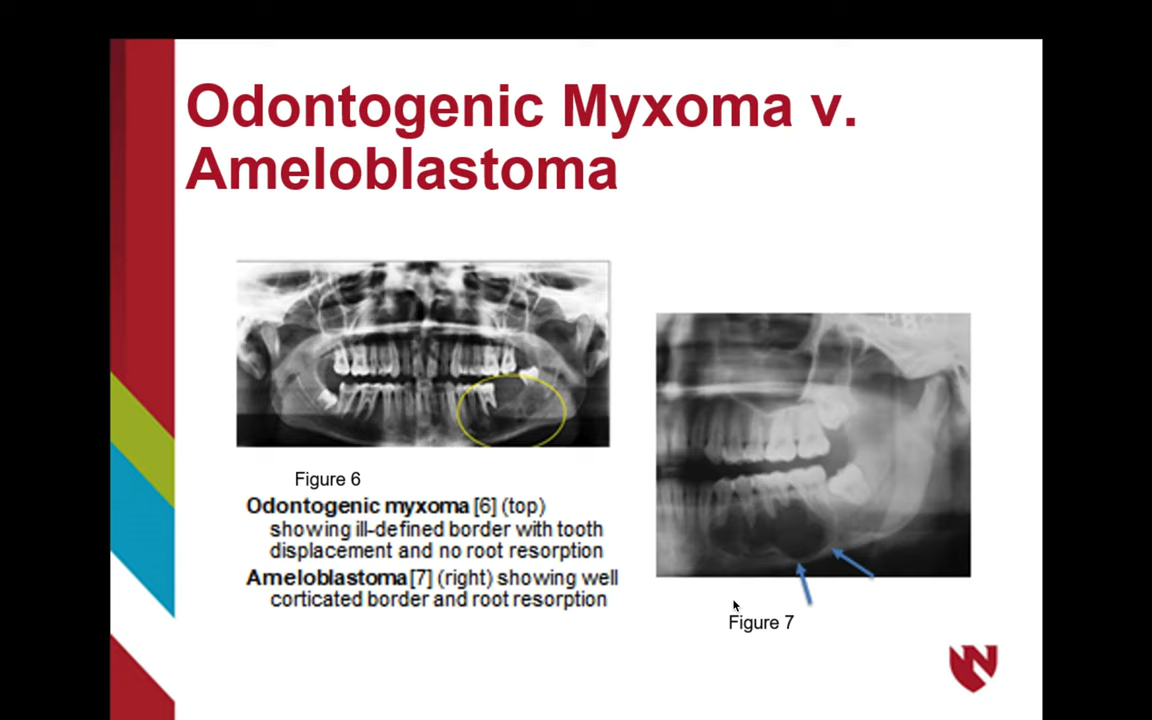 Odontogenic Myxoma v.
Ameloblastoma
Figure 6
Odontogenic myxoma [6] (top)
showing ill-defined border with tooth
displacement and no root resorption
Ameloblastoma[7] (right) showing well
corticated border and root resorption
Figure 7